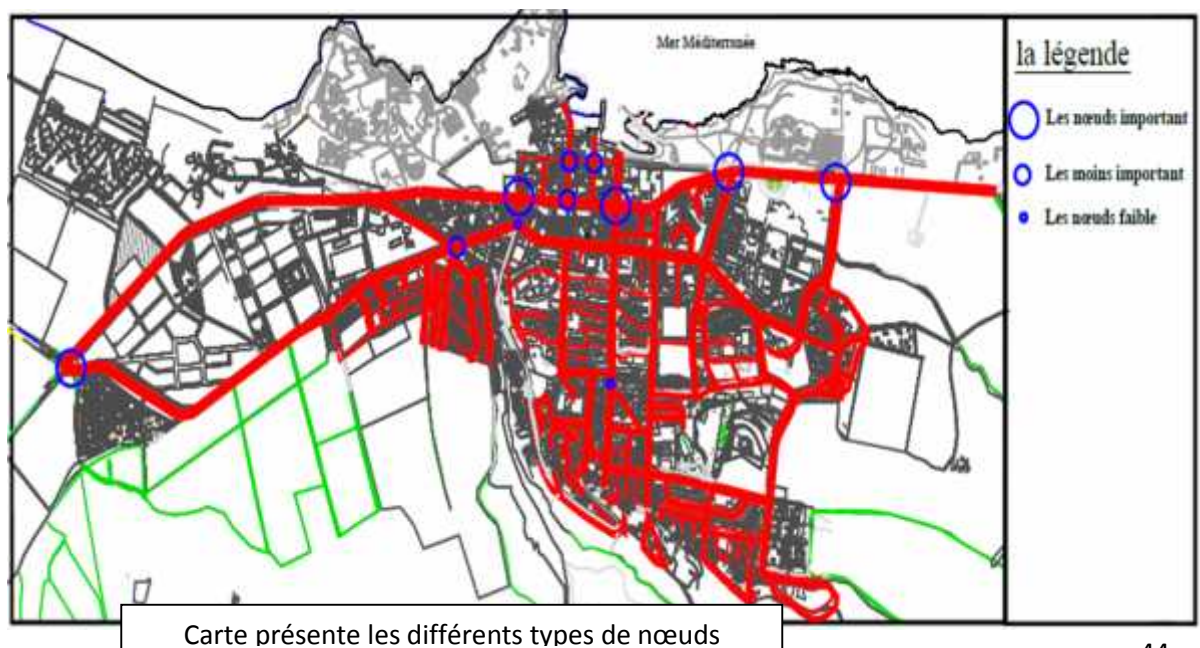 Mer Méditerranée
la légende
Les nœuds important
Les moins important
Les nœuds faible
Carte présente les différents types de nœuds
44